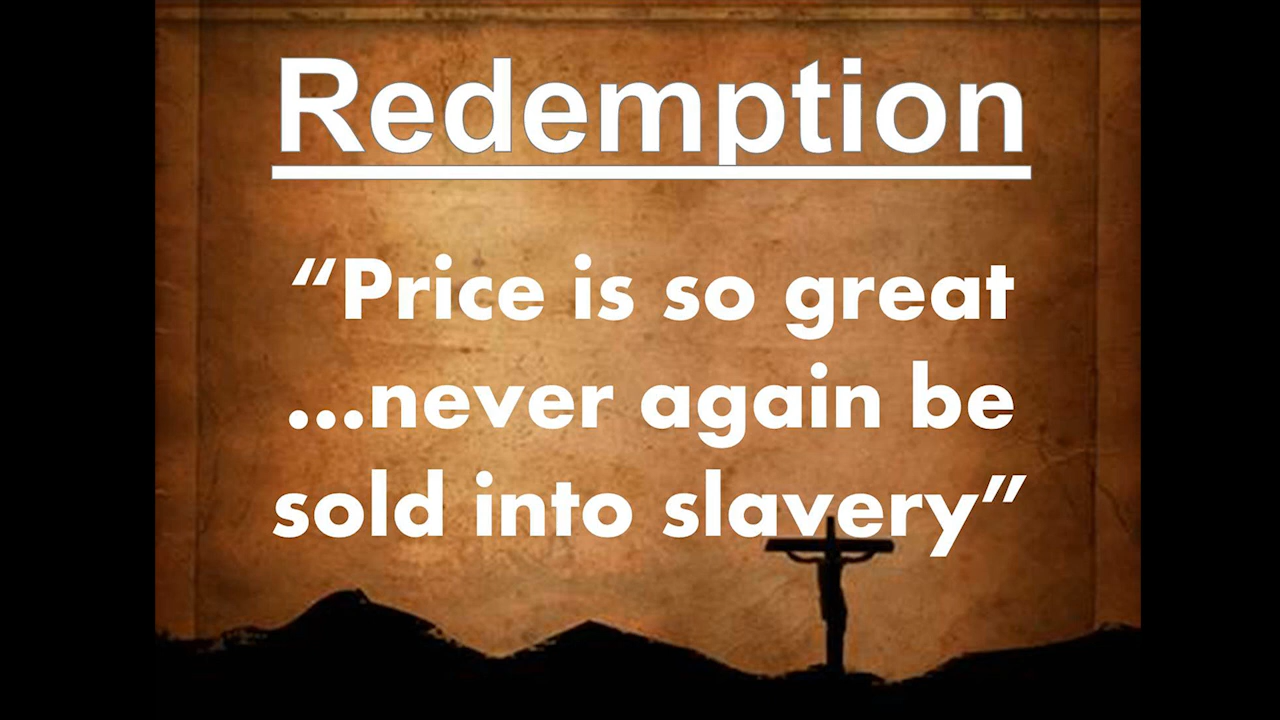 Redemption
“Price is so great
...never again be
sold into slavery”